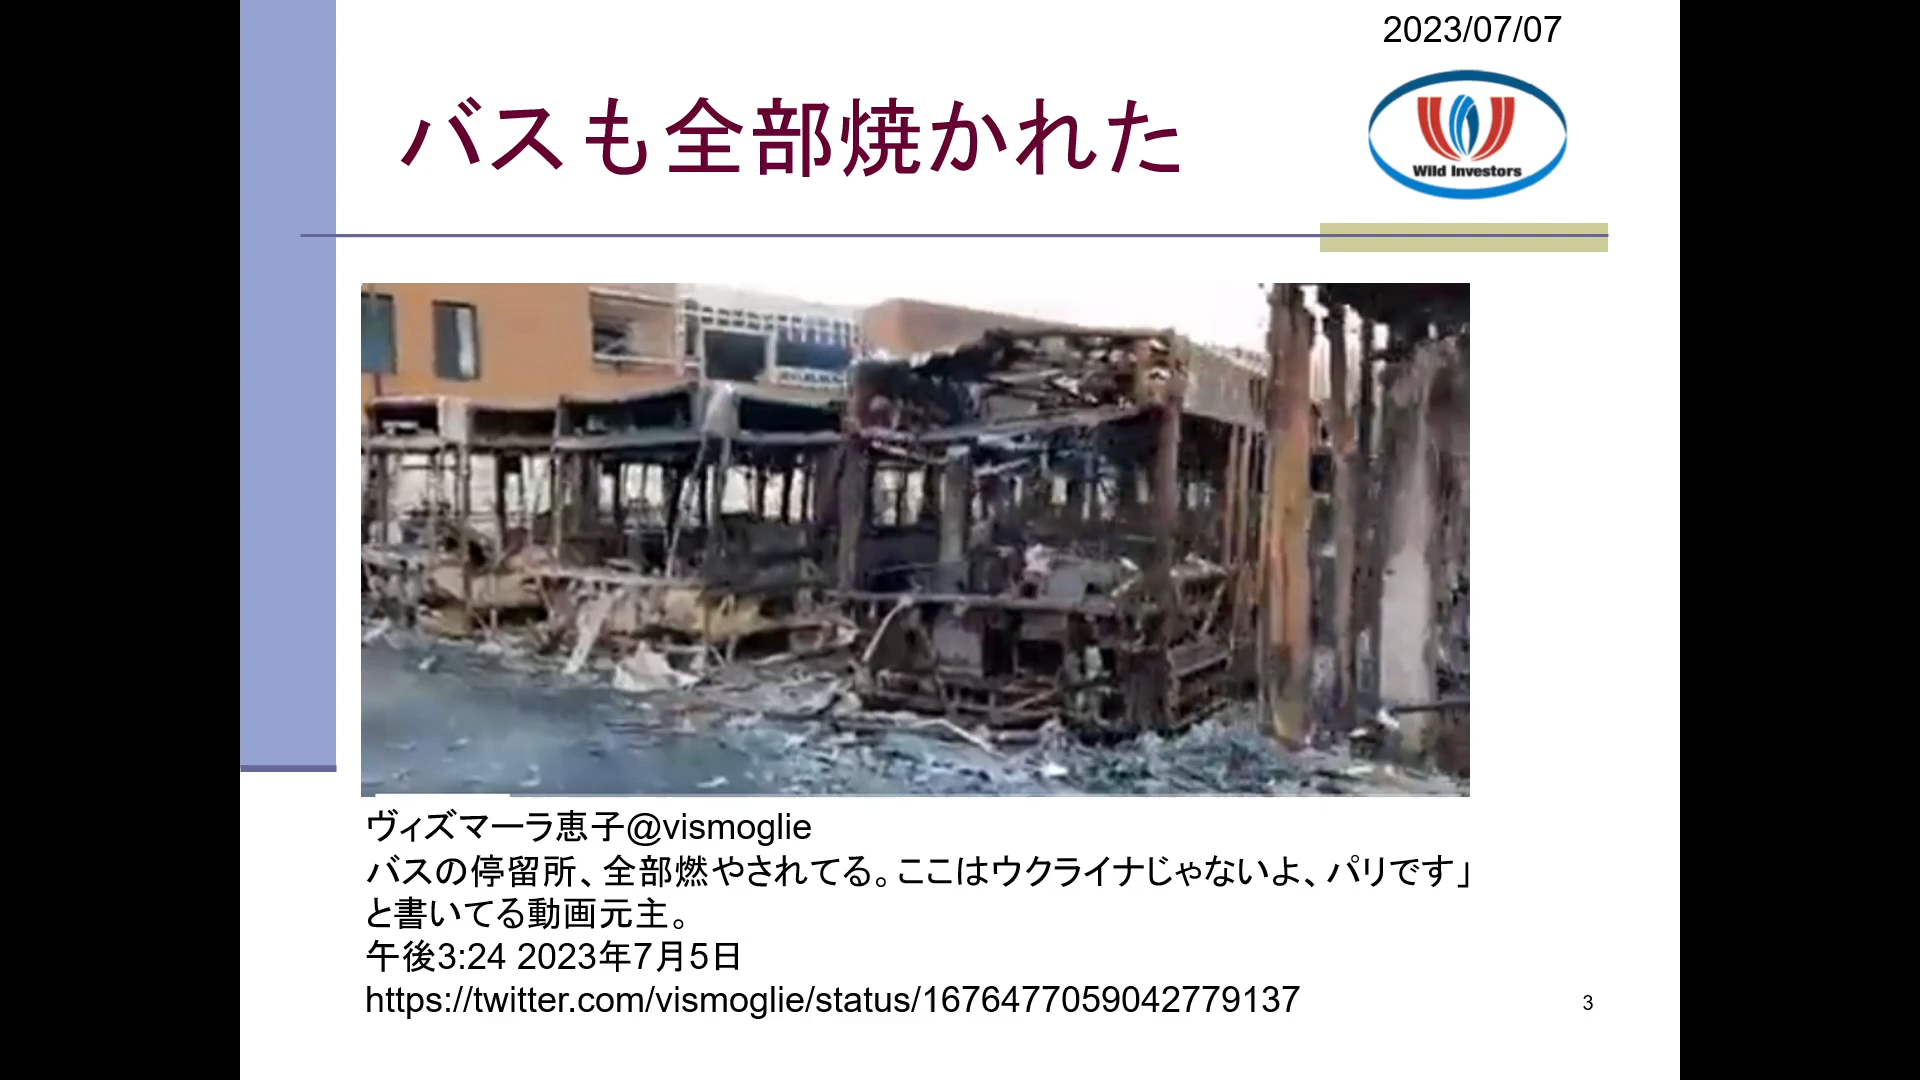 2023/07/07
バスも全部焼かれた
Wild Investors
ヴィズマーラ恵子@vismoglie
バスの停留所、全部燃やされてる。ここはウクライナじゃないよ、パリです」
と書いてる動画元主。
午後3:24 2023年7月5日
https://twitter.com/vismoglie/status/1676477059042779137
3